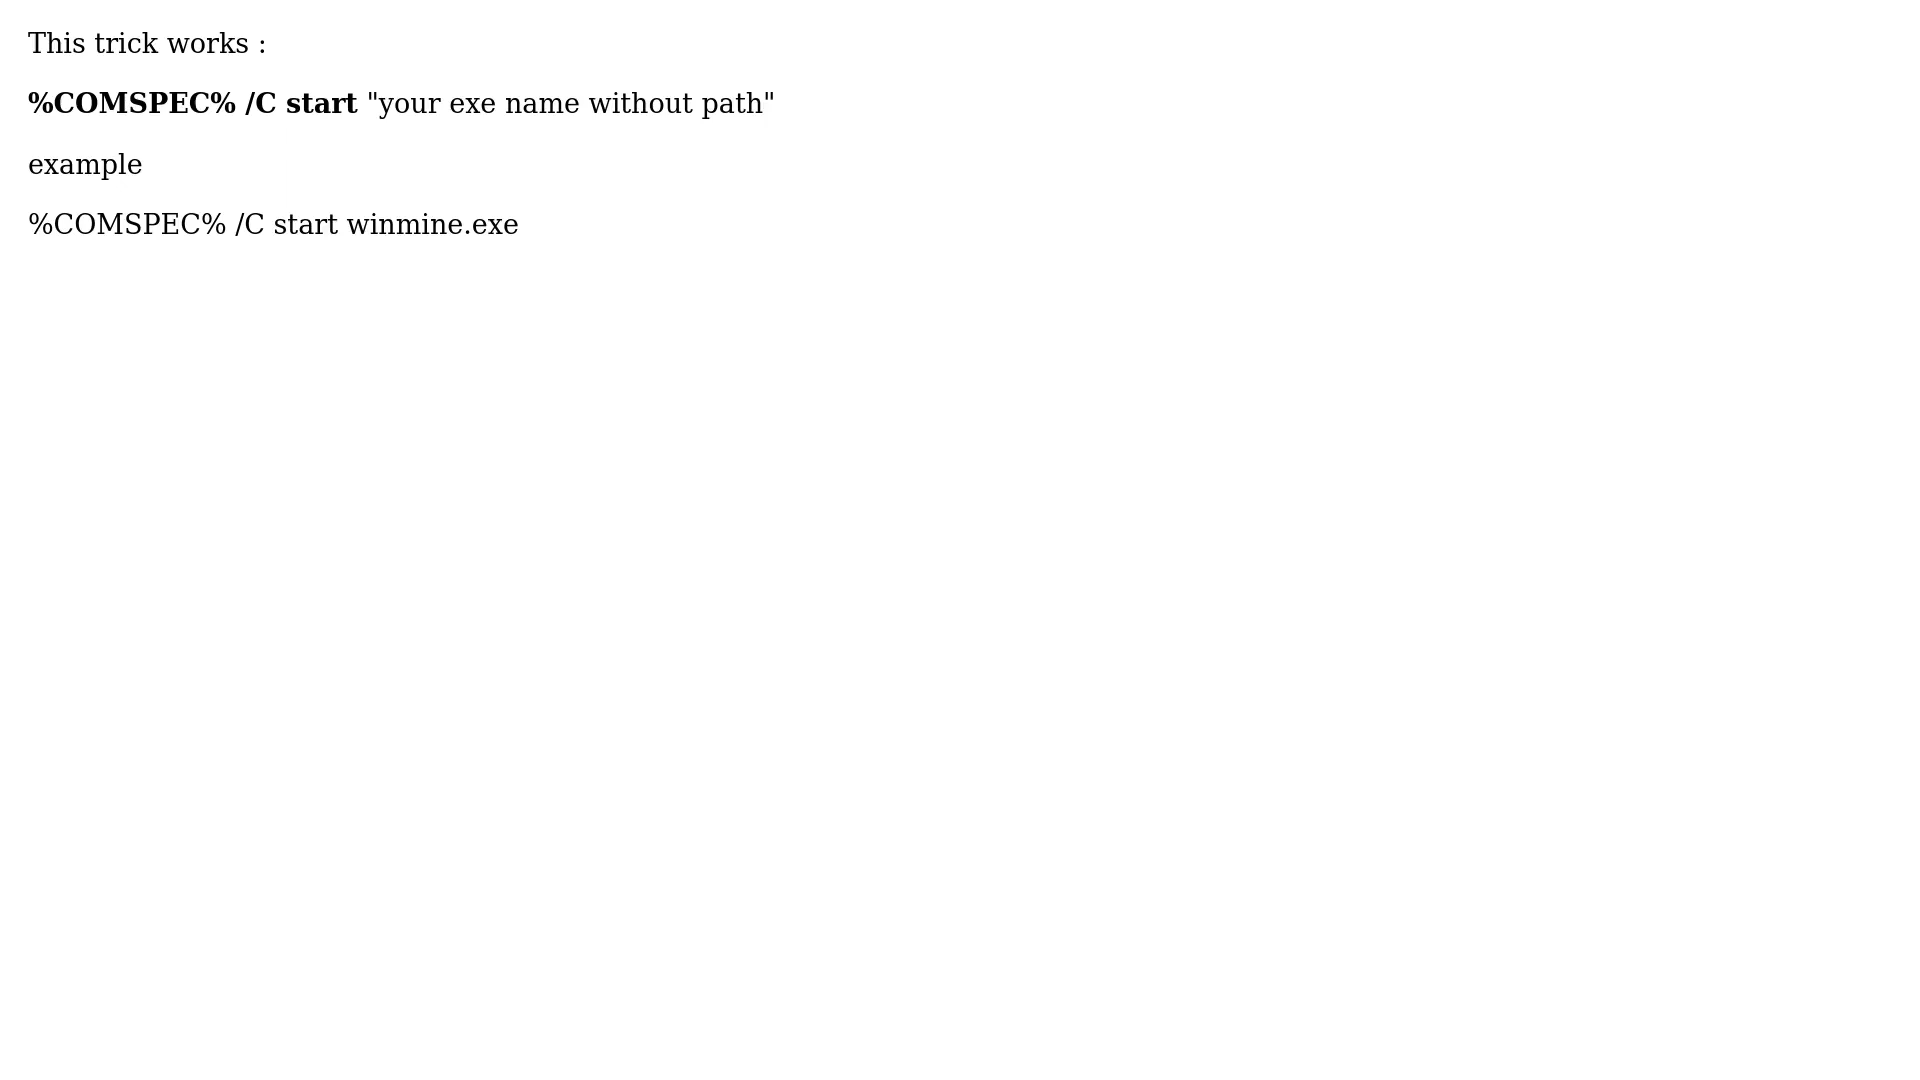 This trick works :
%COMSPEC% /C start "your exe name without path"
example
%COMSPEC% /C start winmine.exe